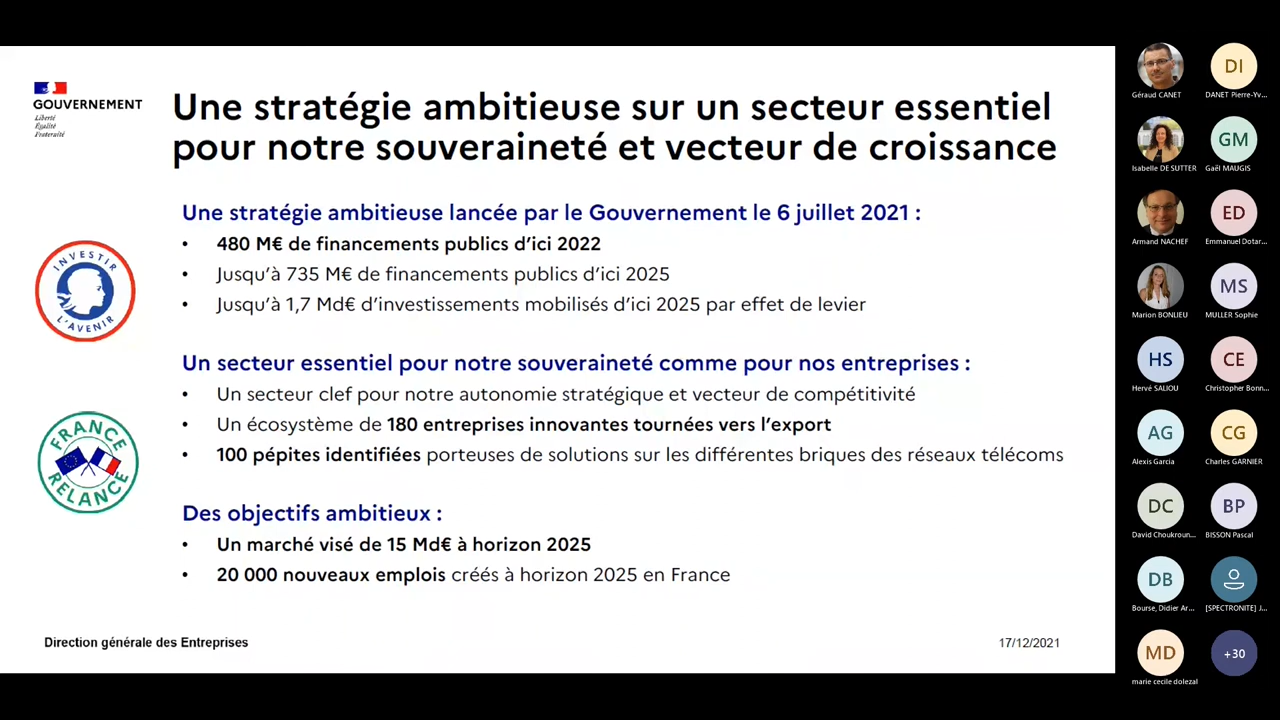 GOUVERNEMENT
Liberté
Égalité
Fraternité
Une stratégie ambitieuse sur un secteur essentiel
pour notre souveraineté et vecteur de croissance
Une stratégie ambitieuse lancée par le Gouvernement le 6 juillet 2021 :
• 480 M€ de financements publics d’ici 2022
• Jusqu’à 735 M€ de financements publics d’ici 2025
• Jusqu’à 1,7 Md€ d’investissements mobilisés d’ici 2025 par effet de levier
INVESTIR
L’AVENIR
Un secteur essentiel pour notre souveraineté comme pour nos entreprises :
• Un secteur clef pour notre autonomie stratégique et vecteur de compétitivité
• Un écosystème de 180 entreprises innovantes tournées vers l’export
• 100 pépites identifiées porteuses de solutions sur les différentes briques des réseaux télécoms
FRANCE
RELANCE
Des objectifs ambitieux :
• Un marché visé de 15 Md€ à horizon 2025
• 20 000 nouveaux emplois créés à horizon 2025 en France
Direction générale des Entreprises
17/12/2021
DI
Géraud CANET
DANET Pierre-Yv...
GM
Isabelle DE SUTTER
Gaël MAUGIS
ED
Armand NACHEF
Emmanuel Dotar...
MS
Marion BONLIEU
MULLER Sophie
HS
CE
Hervé SALIOU
Christopher Bonn...
AG
CG
Alexis Garcia
Charles GARNIER
DC
BP
David Choukroun...
BISSON Pascal
DB
Bourse, Didier Ar...
[SPECTRONITE] J...
MD
+30
marie cecile dolezal